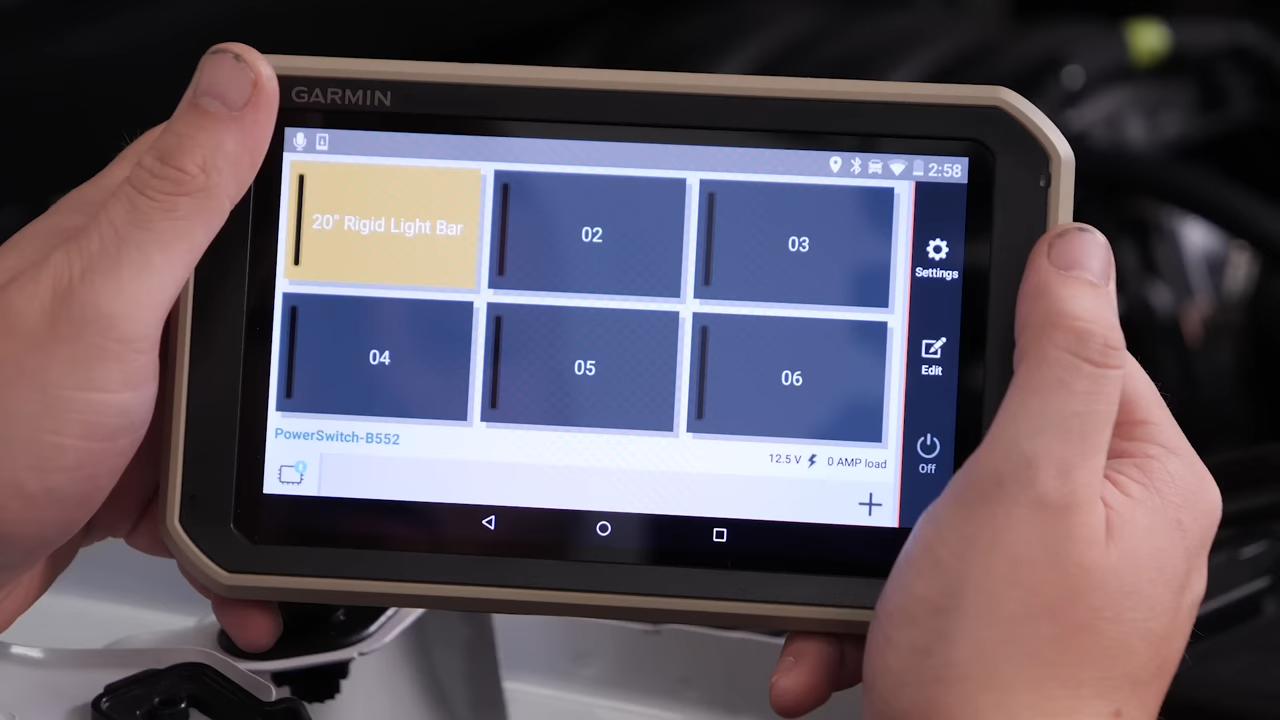 GARMIN
2:58
20" Rigid Light Bar
02
03
Settings
04
05
06
Edit
PowerSwitch-B552
12.5 V
0 AMP load
Off